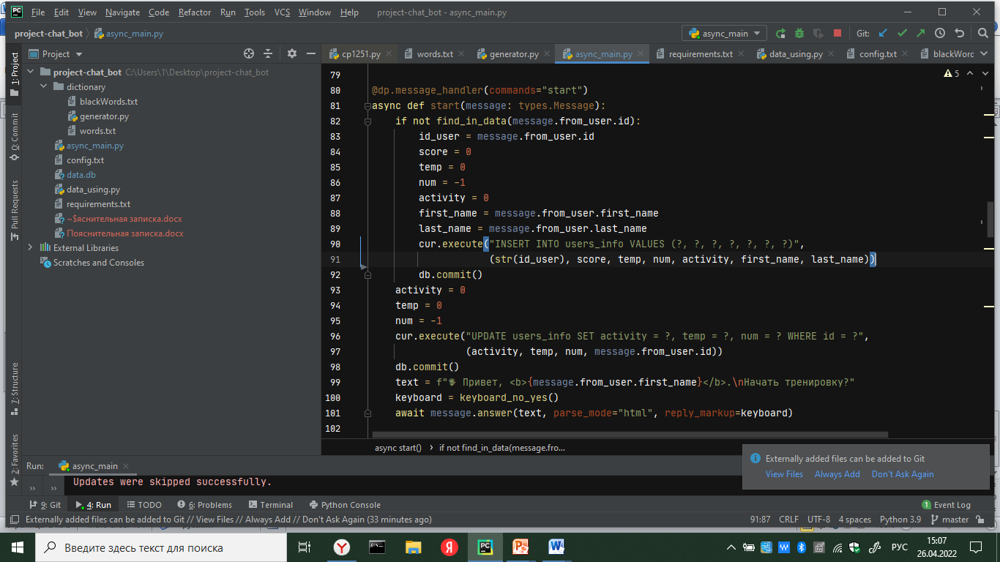 File Edit View Navigate Code Refactor Run Tools VCS Window Help project-chat_bot - async_main.py
project-chat_bot async_main.py async_main Git:
Project
cp1251.py words.txt generator.py async_main.py requirements.txt data_using.py config.txt blackWorc
1: Project
0: Commit
Pull Requests
7: Structure
2: Favorites
project-chat_bot C:\Users\1\Desktop\project-chat_bot
dictionary
blackWords.txt
generator.py
words.txt
async_main.py
config.txt
data.db
data_using.py
requirements.txt
~$яснительная записка.docx
Пояснительная записка.docx
External Libraries
Scratches and Consoles
5
79
80 @dp.message_handler(commands="start")
81 async def start(message: types.Message):
82 if not find_in_data(message.from_user.id):
83 id_user = message.from_user.id
84 score = 0
85 temp = 0
86 num = -1
87 activity = 0
88 first_name = message.from_user.first_name
89 last_name = message.from_user.last_name
90 cur.execute("INSERT INTO users_info VALUES (?, ?, ?, ?, ?, ?, ?)",
91 (str(id_user), score, temp, num, activity, first_name, last_name))
92 db.commit()
93 activity = 0
94 temp = 0
95 num = -1
96 cur.execute("UPDATE users_info SET activity = ?, temp = ?, num = ? WHERE id = ?",
97 (activity, temp, num, message.from_user.id))
98 db.commit()
99 text = f"🖐 Привет, <b>{message.from_user.first_name}</b>.\nНачать тренировку?"
100 keyboard = keyboard_no_yes()
101 await message.answer(text, parse_mode="html", reply_markup=keyboard)
102
async start() if not find_in_data(message.fro...
Externally added files can be added to Git
View Files Always Add Don't Ask Again
Run: async_main
Updates were skipped successfully.
9: Git 4: Run TODO 6: Problems Terminal Python Console 1 Event Log
Externally added files can be added to Git // View Files // Always Add // Don't Ask Again (33 minutes ago) 91:87 CRLF UTF-8 4 spaces Python 3.9 master
Введите здесь текст для поиска
РУС
15:07
26.04.2022